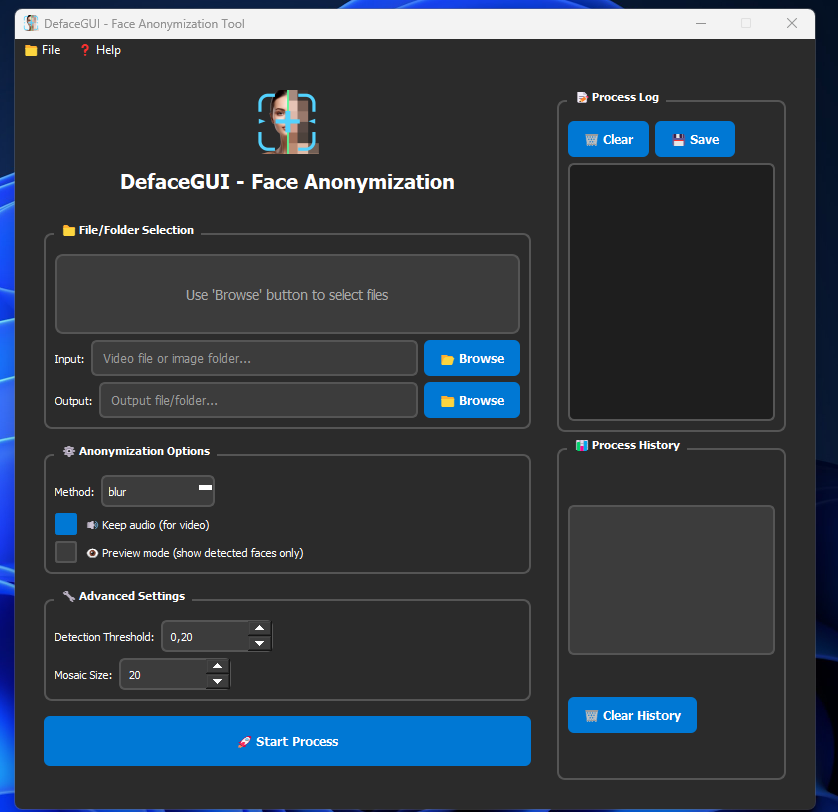 DefaceGUI - Face Anonymization Tool
File
Help
DefaceGUI - Face Anonymization
File/Folder Selection
Use 'Browse' button to select files
Input:
Video file or image folder...
Browse
Output:
Output file/folder...
Browse
Anonymization Options
Method:
blur
Keep audio (for video)
Preview mode (show detected faces only)
Advanced Settings
Detection Threshold:
0,20
Mosaic Size:
20
Start Process
Process Log
Clear
Save
Process History
Clear History